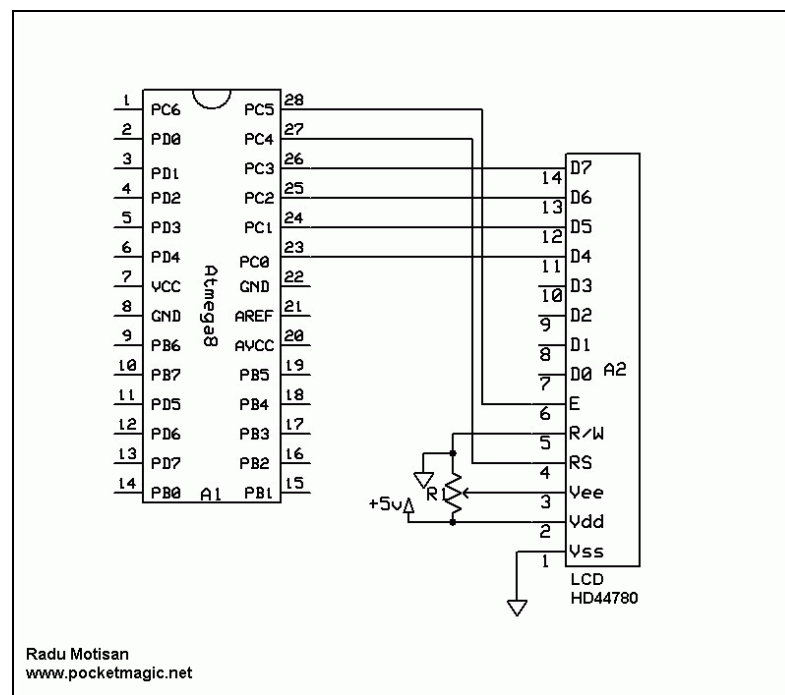 1 PC6 PC5 28
2 PD0 PC4 27
3 PD1 PC3 26
4 PD2 PC2 25
5 PD3 PC1 24
6 PD4 PC0 23
7 VCC GND 22
8 GND AREF 21
9 PB6 AVCC 20
10 PB7 PB5 19
11 PD5 PB4 18
12 PD6 PB3 17
13 PD7 PB2 16
14 PB0 A1 PB1 15
Atmega8
14 D7
13 D6
12 D5
11 D4
10 D3
9 D2
8 D1
7 D0
A2
6 E
5 R/W
4 RS
3 Vee
2 Vdd
1 Vss
R1
+5v
LCD
HD44780
Radu Motisan
www.pocketmagic.net